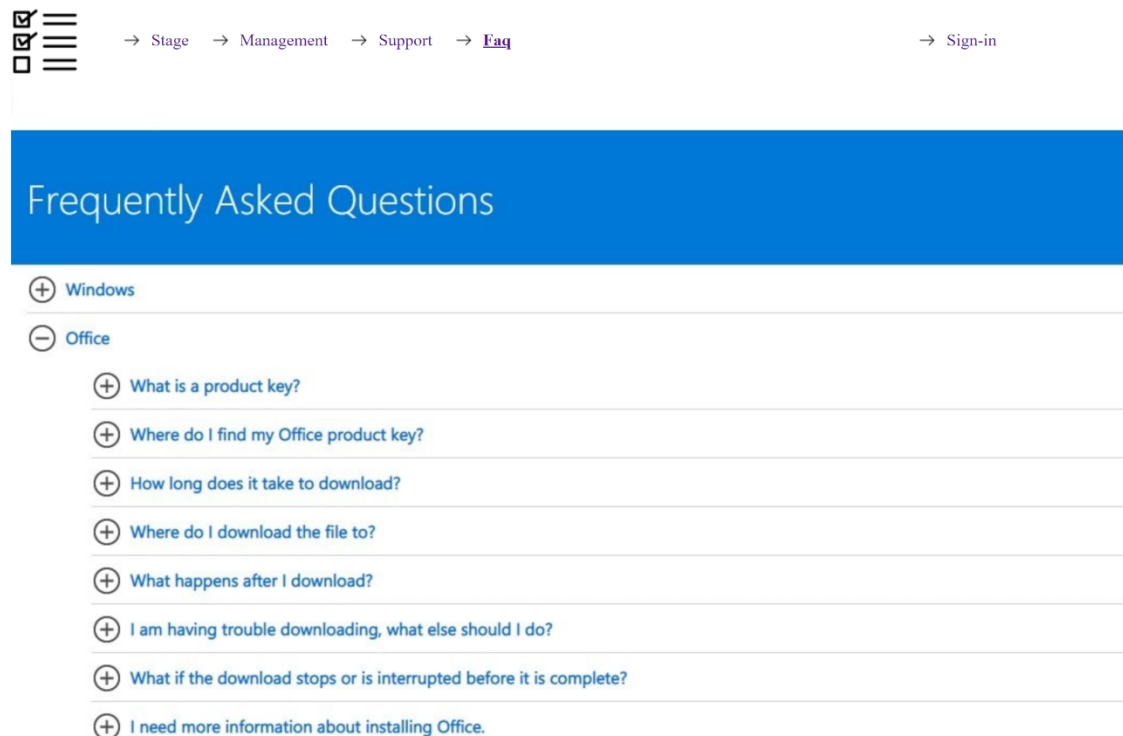 → Stage → Management → Support → Faq → Sign-in
Frequently Asked Questions
Windows
Office
What is a product key?
Where do I find my Office product key?
How long does it take to download?
Where do I download the file to?
What happens after I download?
I am having trouble downloading, what else should I do?
What if the download stops or is interrupted before it is complete?
I need more information about installing Office.